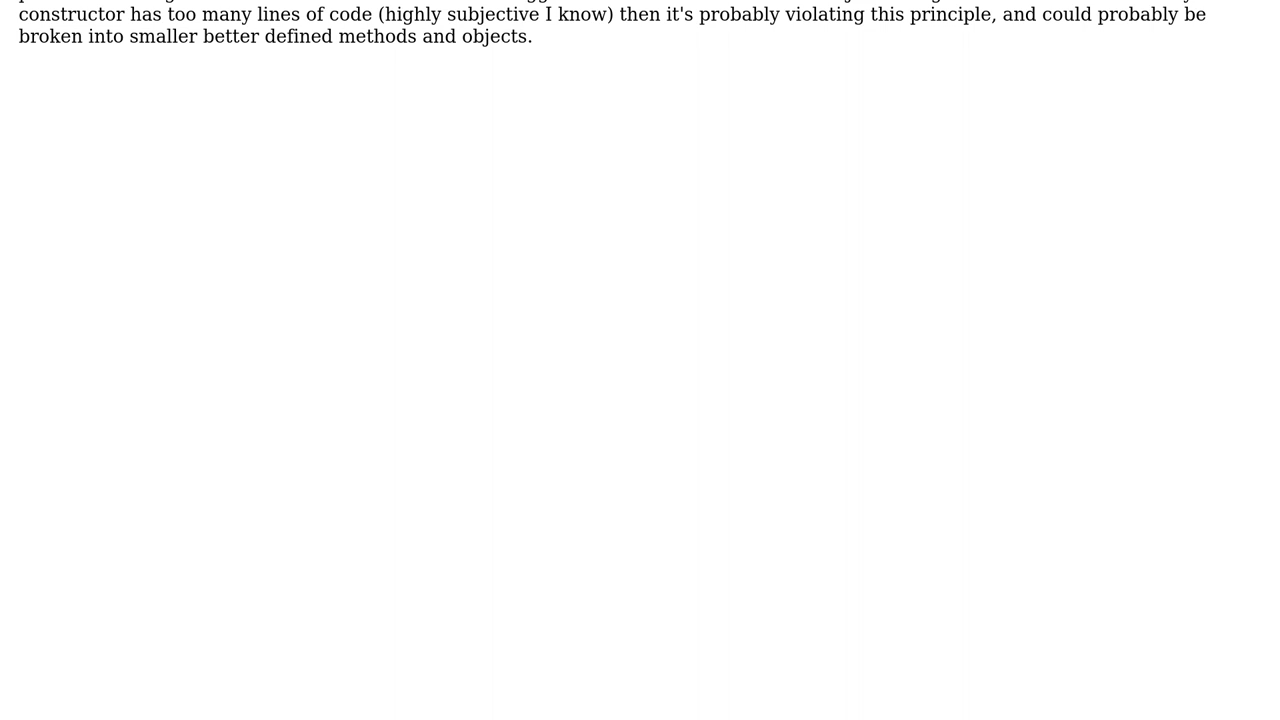 constructor has too many lines of code (highly subjective I know) then it's probably violating this principle, and could probably be
broken into smaller better defined methods and objects.